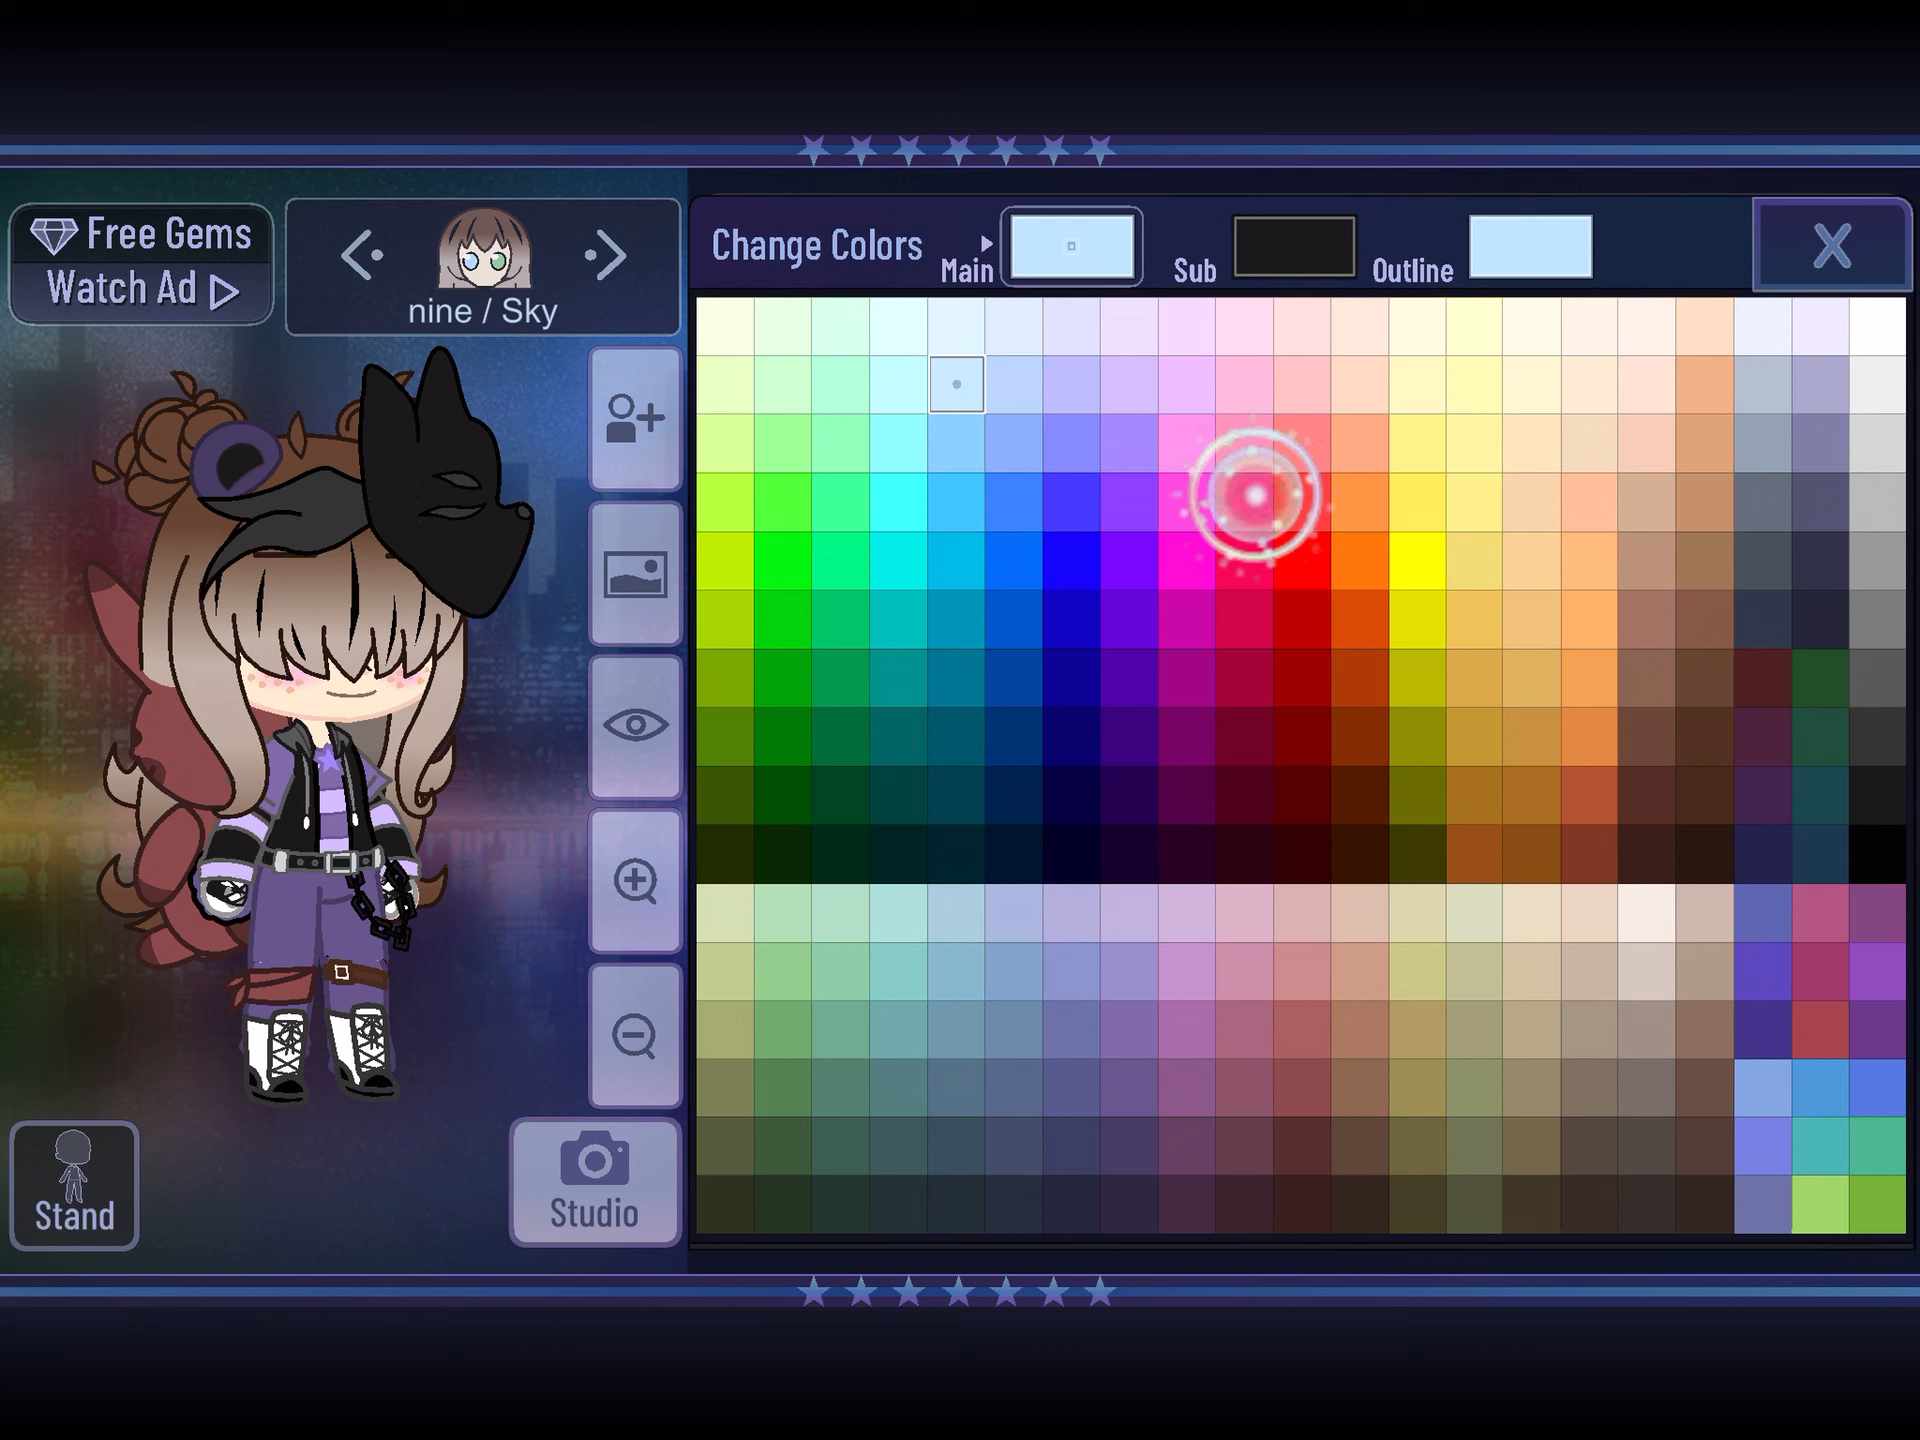 Free Gems
Watch Ad
nine / Sky
Change Colors
Main
Sub
Outline
X
Stand
Studio